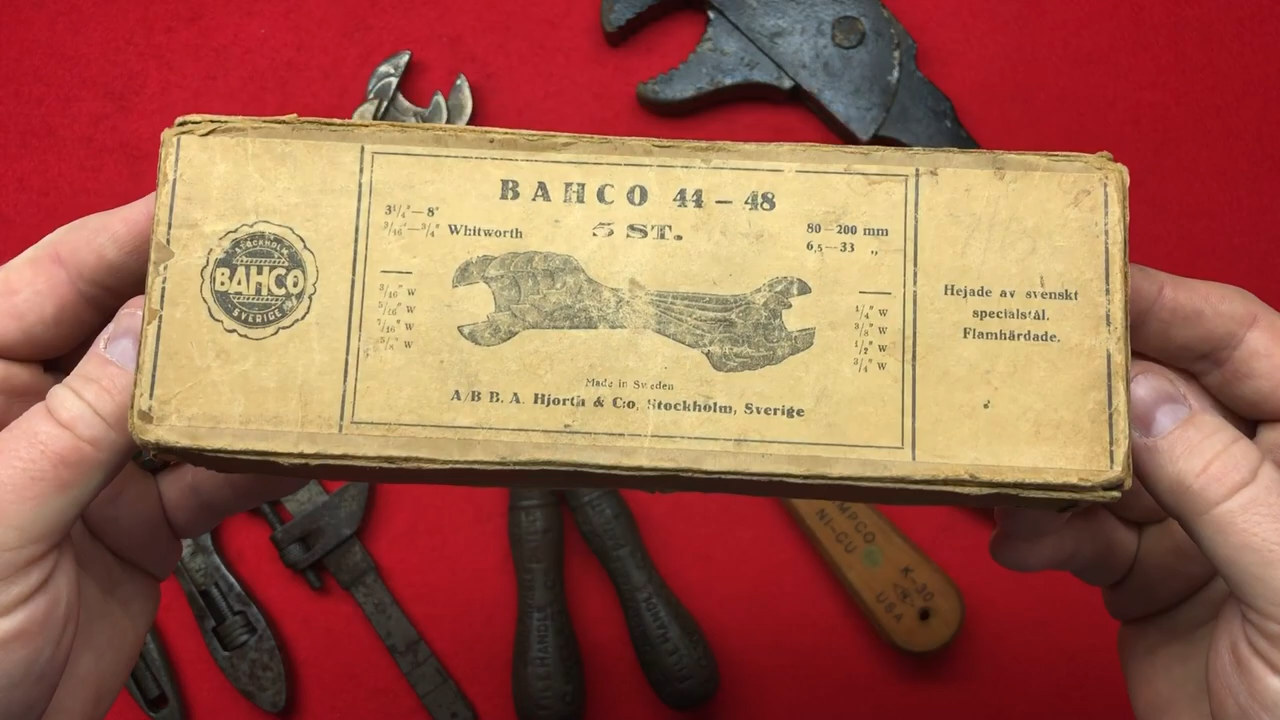 BAHCO 44-48
5 ST.
3¼"—8"
3/16"—3/4" Whitworth
80—200 mm
6,5—33 „
STOCKHOLM
BAHCO
SVERIGE
3/16" W
5/16" W
7/16" W
5/8" W
1/4" W
3/8" W
1/2" W
3/4" W
Hejade av svenskt
specialstål.
Flamhärdade.
Made in Sweden
A/B B. A. Hjorth & C:o, Stockholm, Sverige
NI-CU
K-30
USA
HANDLE